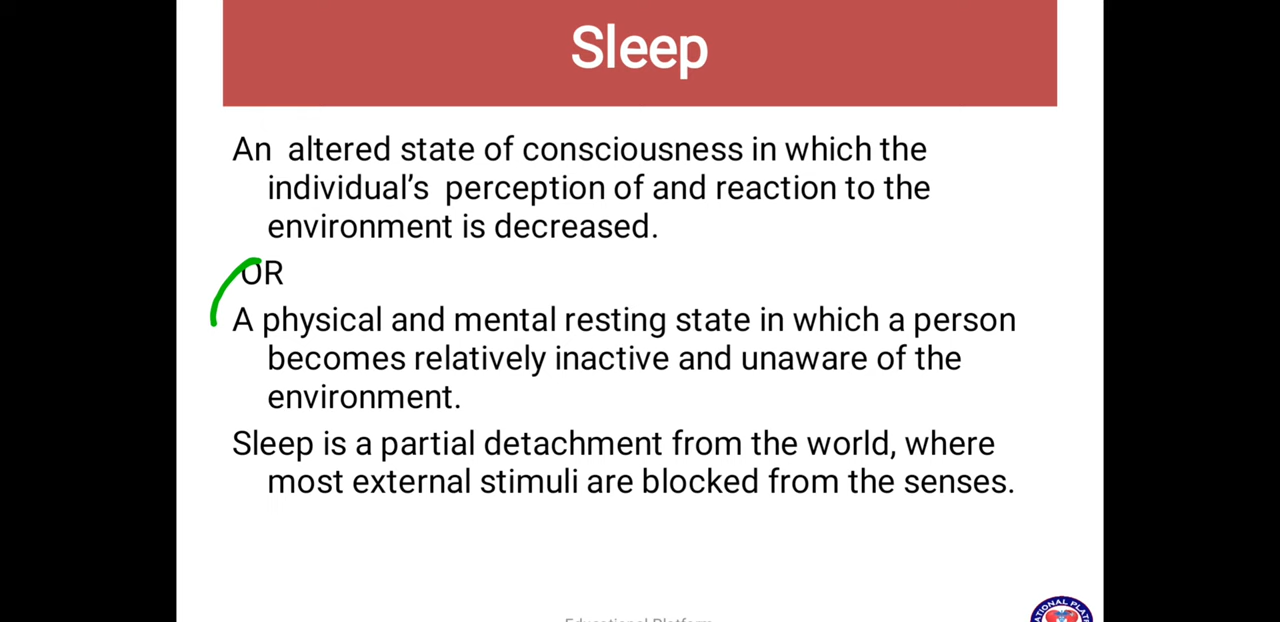 Sleep
An altered state of consciousness in which the
individual's perception of and reaction to the
environment is decreased.
OR
A physical and mental resting state in which a person
becomes relatively inactive and unaware of the
environment.
Sleep is a partial detachment from the world, where
most external stimuli are blocked from the senses.
Educational Platform